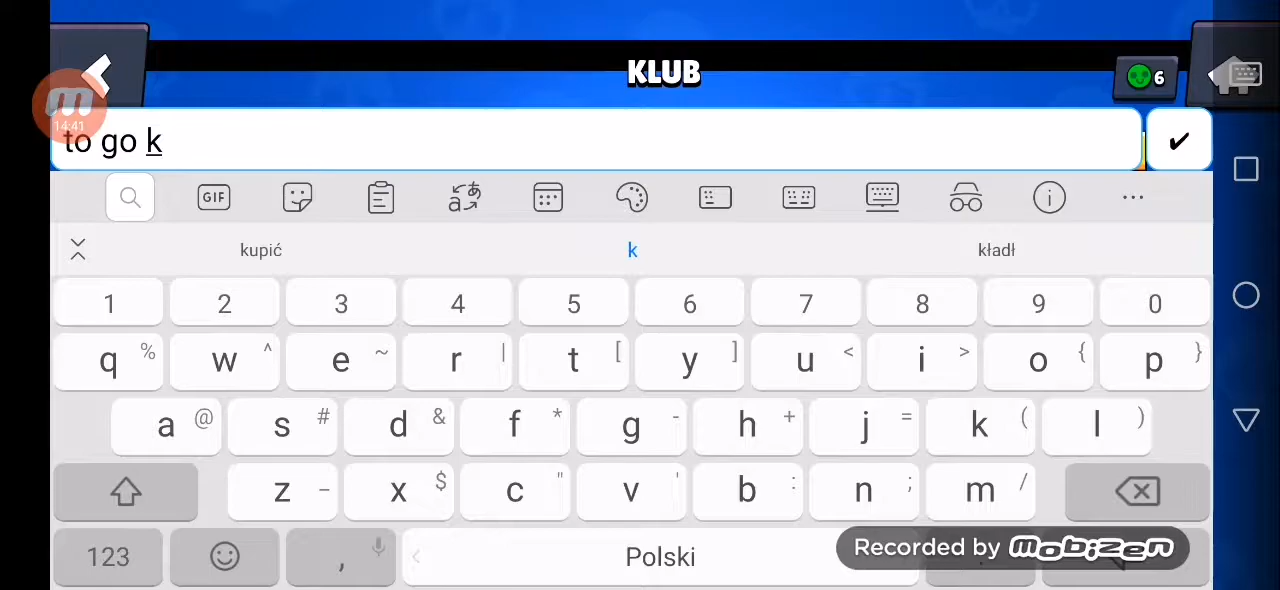 KLUB
6
14:41
to go k
GIF
kupić k kładł
1 2 3 4 5 6 7 8 9 0
q % w ^ e ~ r | t [ y ] u < i > o { p }
a @ s # d & f * g - h + j = k ( l )
z _ x $ c " v ' b : n ; m /
123 , Polski .
Recorded by mobizen